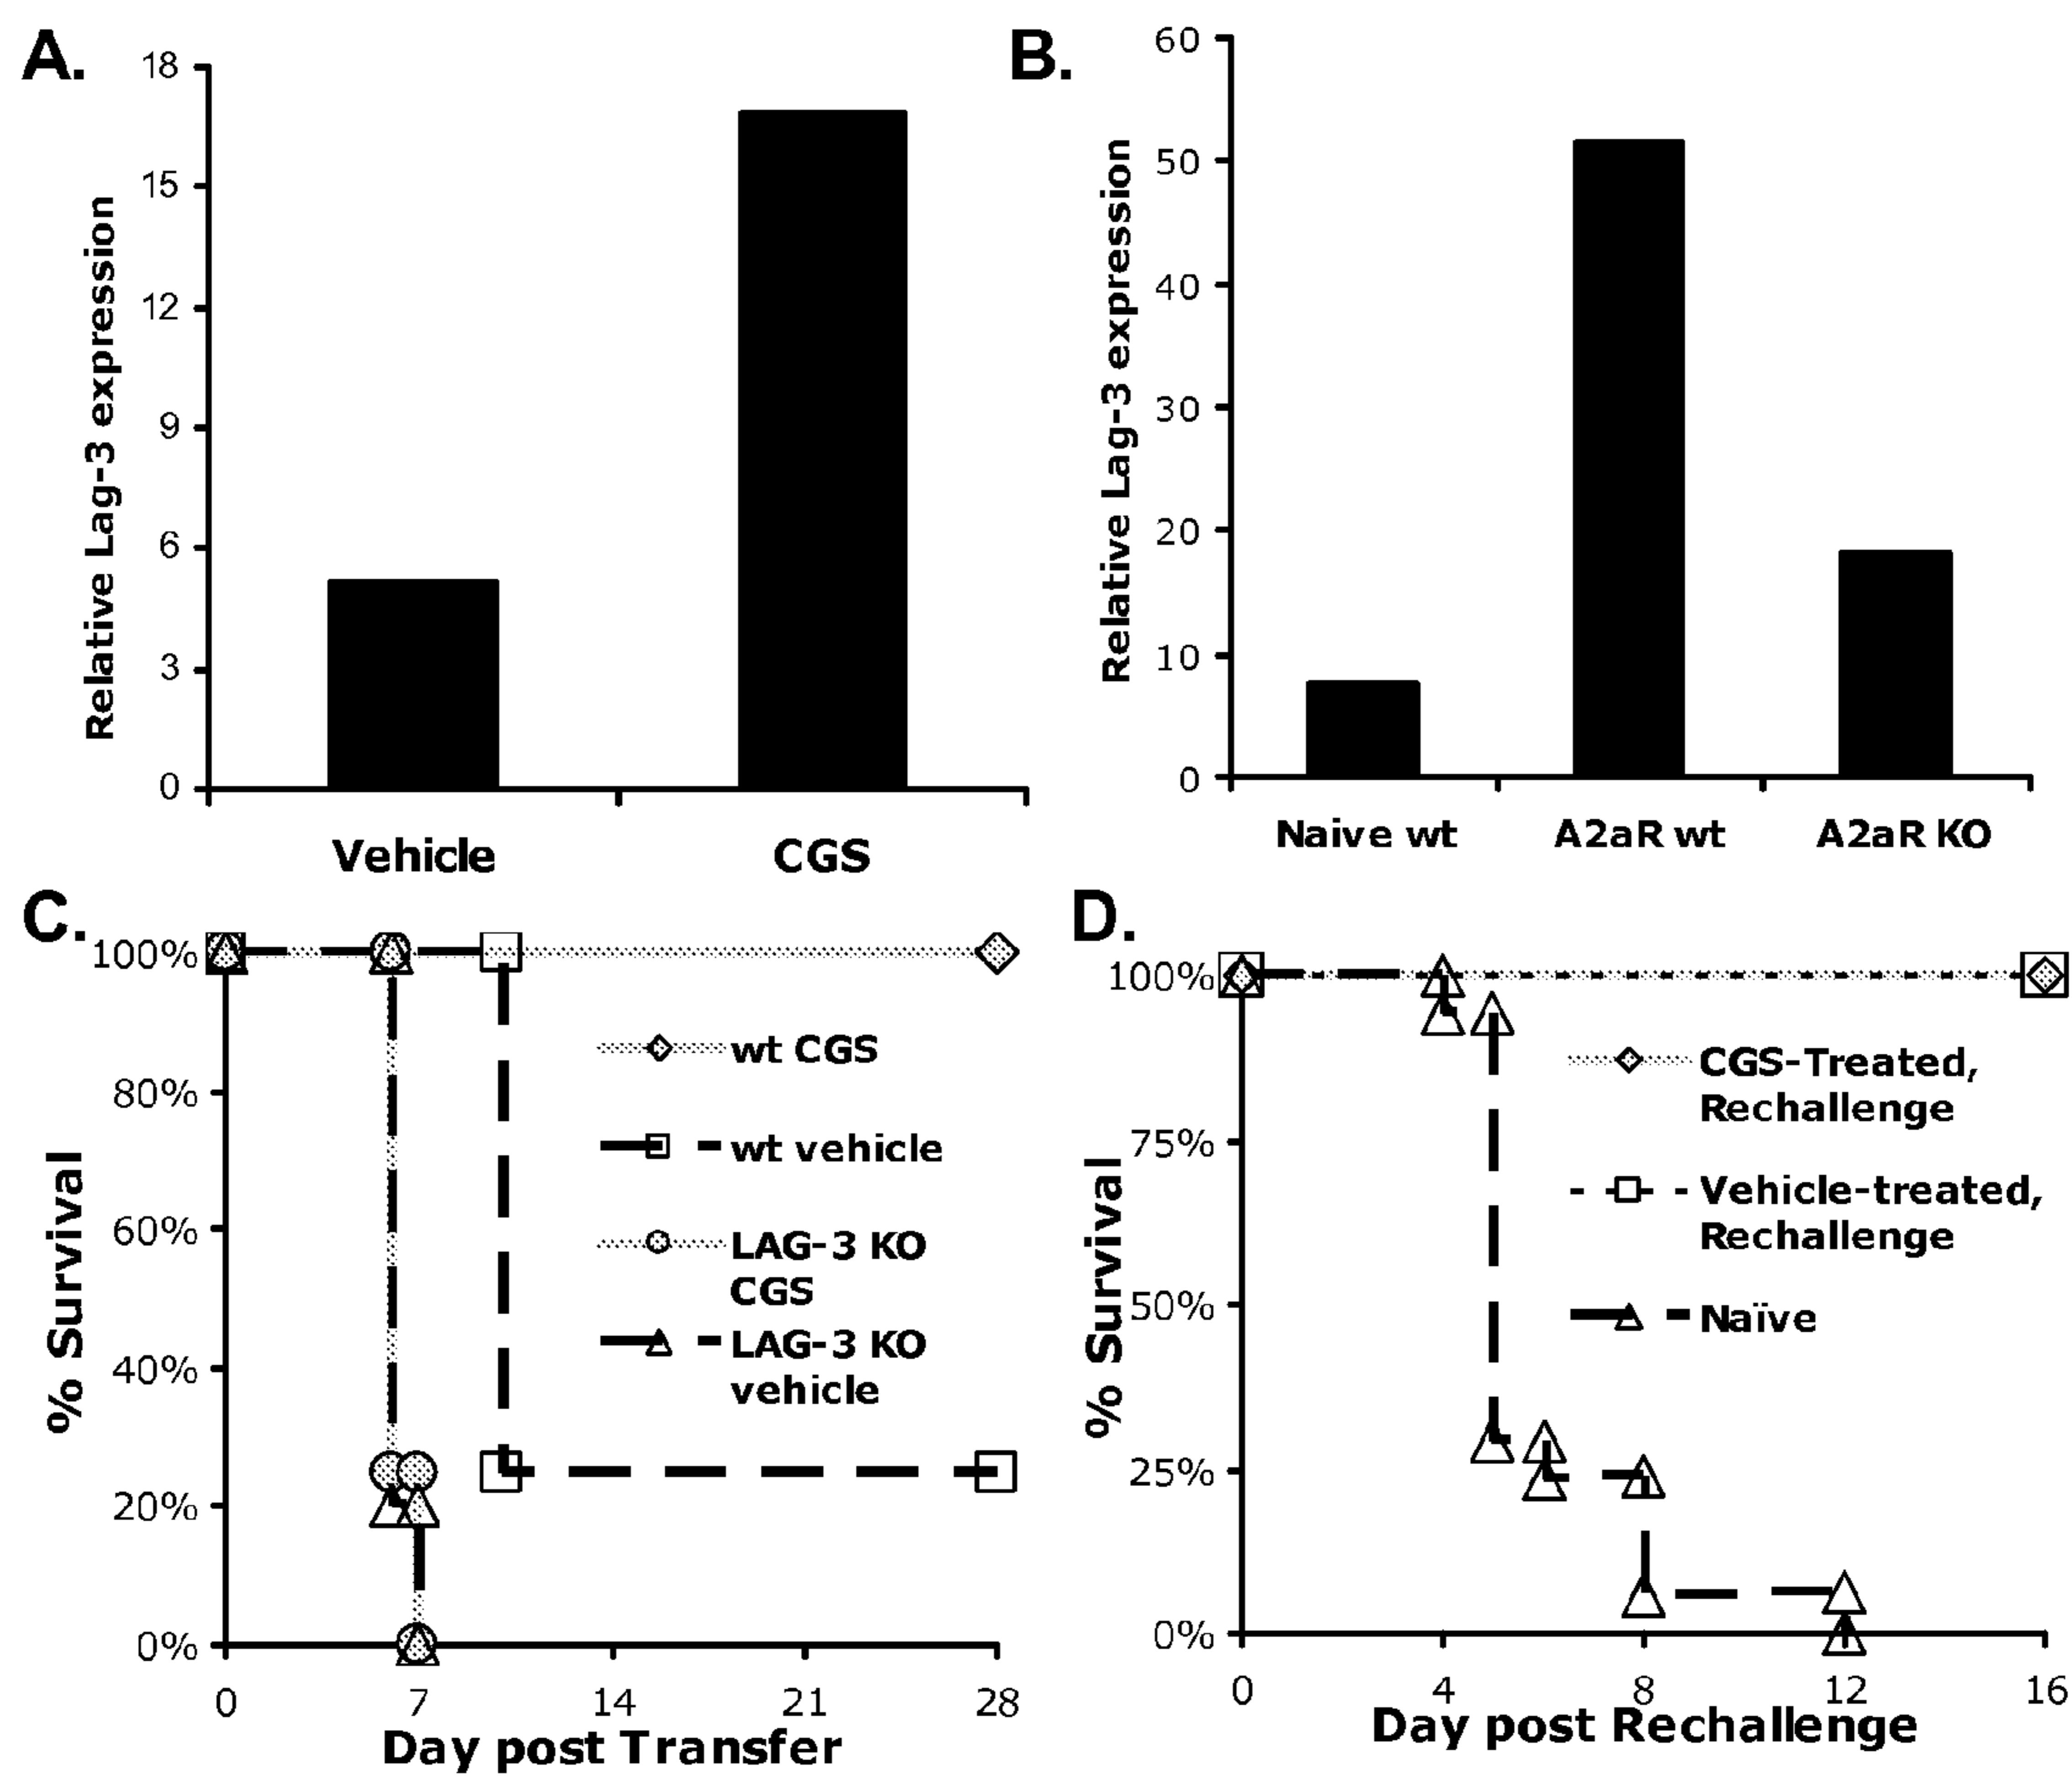 A.
18
15
12
9
6
3
0
Relative Lag-3 expression
Vehicle
CGS
B.
60
50
40
30
20
10
0
Relative Lag-3 expression
Naive wt
A2aR wt
A2aR KO
C.
100%
80%
60%
40%
20%
0%
% Survival
wt CGS
wt vehicle
LAG-3 KO
CGS
LAG-3 KO
vehicle
0
7
14
21
28
Day post Transfer
D.
100%
75%
50%
25%
0%
% Survival
CGS-Treated,
Rechallenge
Vehicle-treated,
Rechallenge
Naïve
0
4
8
12
16
Day post Rechallenge